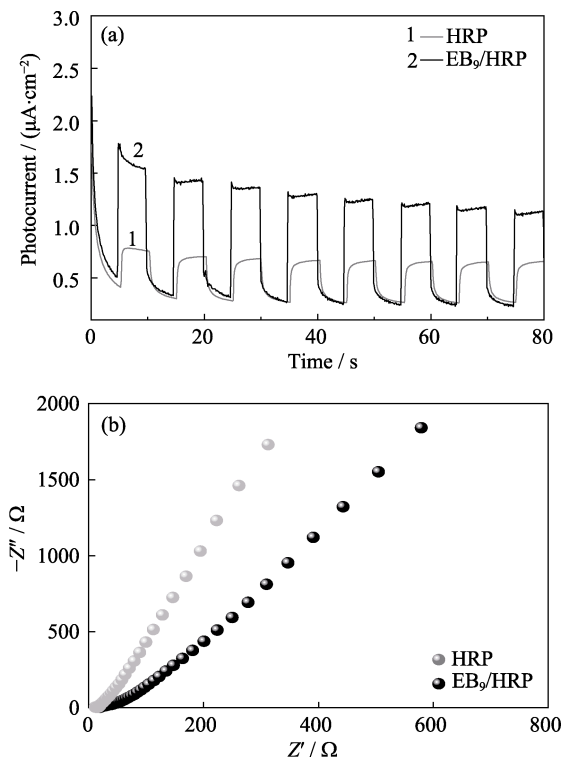 (a)
1 HRP
2 EB₉/HRP
3.0
2.5
2.0
1.5
1.0
0.5
Photocurrent / (μA·cm⁻²)
2
1
0 20 40 60 80
Time / s
(b)
2000
1500
1000
500
0
−Z″ / Ω
HRP
EB₉/HRP
0 200 400 600 800
Z′ / Ω